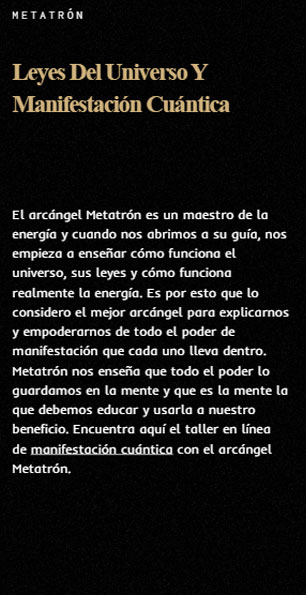 METATRÓN
Leyes Del Universo Y
Manifestación Cuántica
El arcángel Metatrón es un maestro de la
energía y cuando nos abrimos a su guía, nos
empieza a enseñar cómo funciona el
universo, sus leyes y cómo funciona
realmente la energía. Es por esto que lo
considero el mejor arcángel para explicarnos
y empoderarnos de todo el poder de
manifestación que cada uno lleva dentro.
Metatrón nos enseña que todo el poder lo
guardamos en la mente y que es la mente la
que debemos educar y usarla a nuestro
beneficio. Encuentra aquí el taller en línea
de manifestación cuántica con el arcángel
Metatrón.